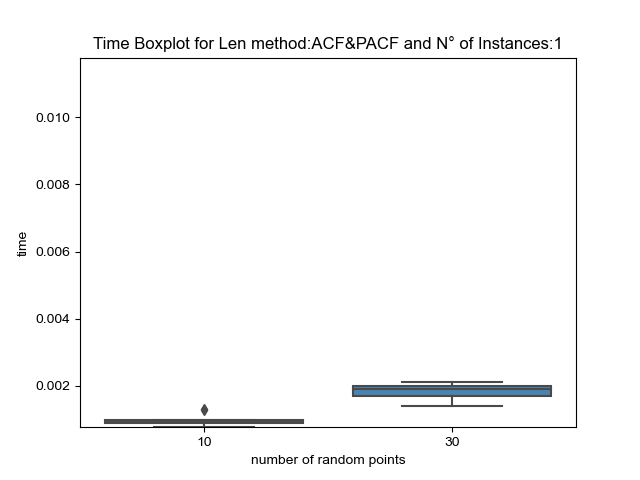 Time Boxplot for Len method:ACF&PACF and N° of Instances:1
0.010
0.008
0.006
0.004
0.002
time
10
30
number of random points